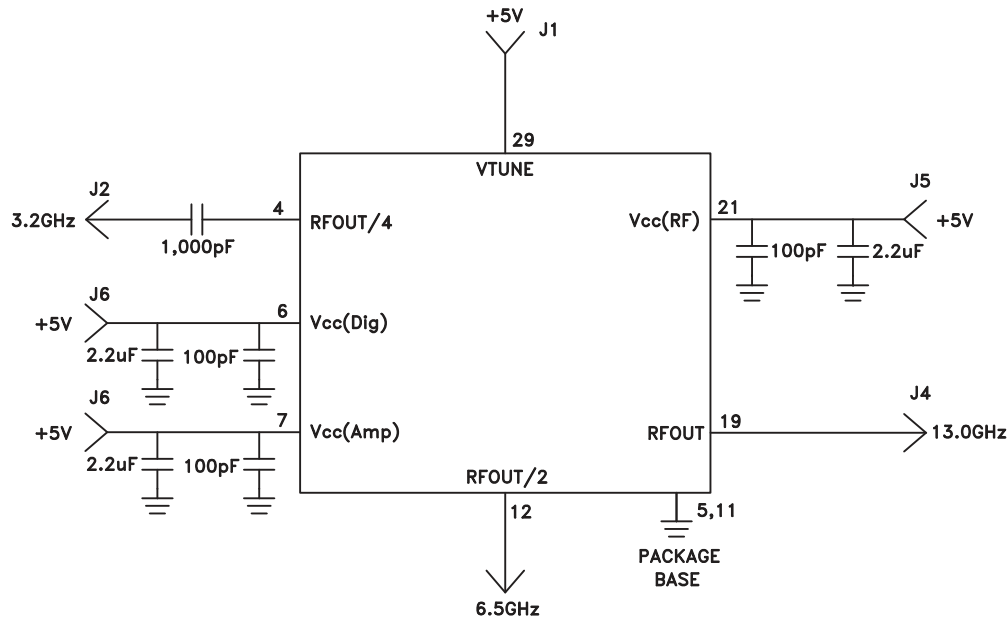 +5V
J1
29
VTUNE
J2
3.2GHz
1,000pF
4
RFOUT/4
Vcc(RF)
21
J5
+5V
100pF
2.2uF
J6
+5V
6
Vcc(Dig)
2.2uF
100pF
J6
+5V
7
Vcc(Amp)
2.2uF
100pF
RFOUT
19
J4
13.0GHz
RFOUT/2
12
6.5GHz
5,11
PACKAGE
BASE